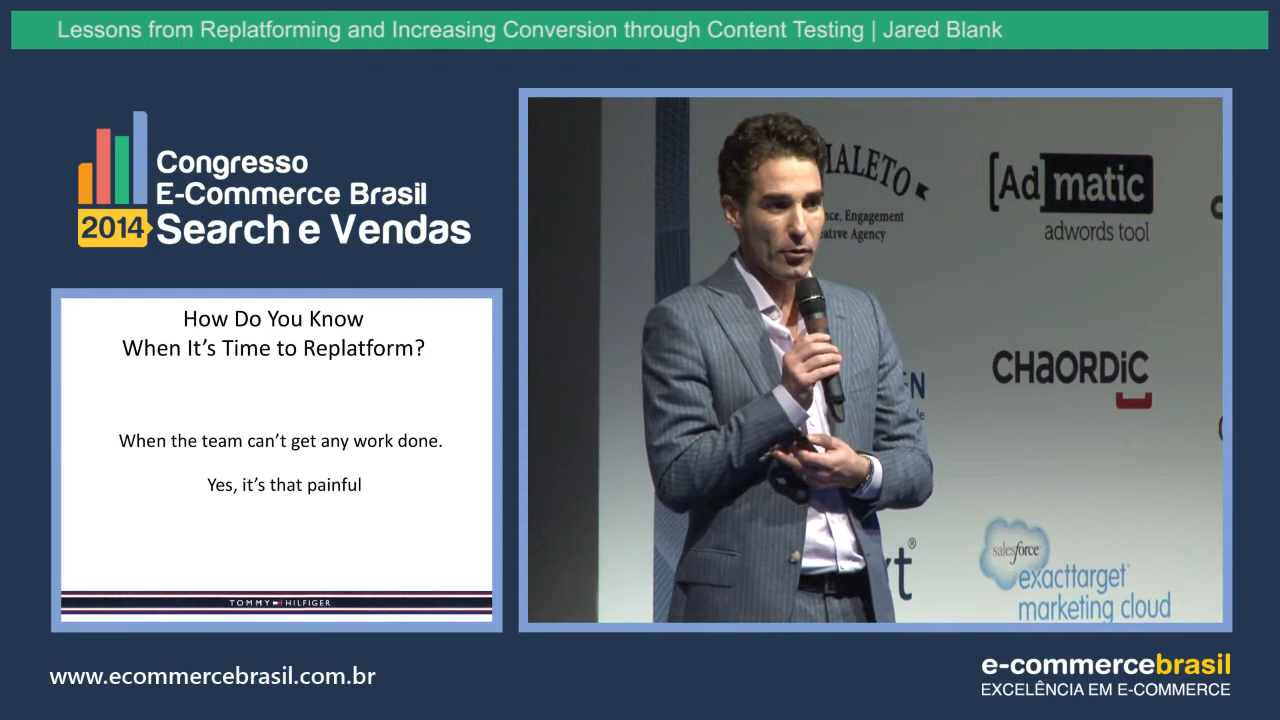 Lessons from Replatforming and Increasing Conversion through Content Testing | Jared Blank
Congresso
E-Commerce Brasil
2014 Search e Vendas
How Do You Know
When It's Time to Replatform?
When the team can't get any work done.
Yes, it's that painful
TOMMY HILFIGER
[Ad]matic
adwords tool
Engagement
Agency
CHAORDIC
salesforce
exacttarget
marketing cloud
www.ecommercebrasil.com.br
e-commercebrasil
EXCELÊNCIA EM E-COMMERCE